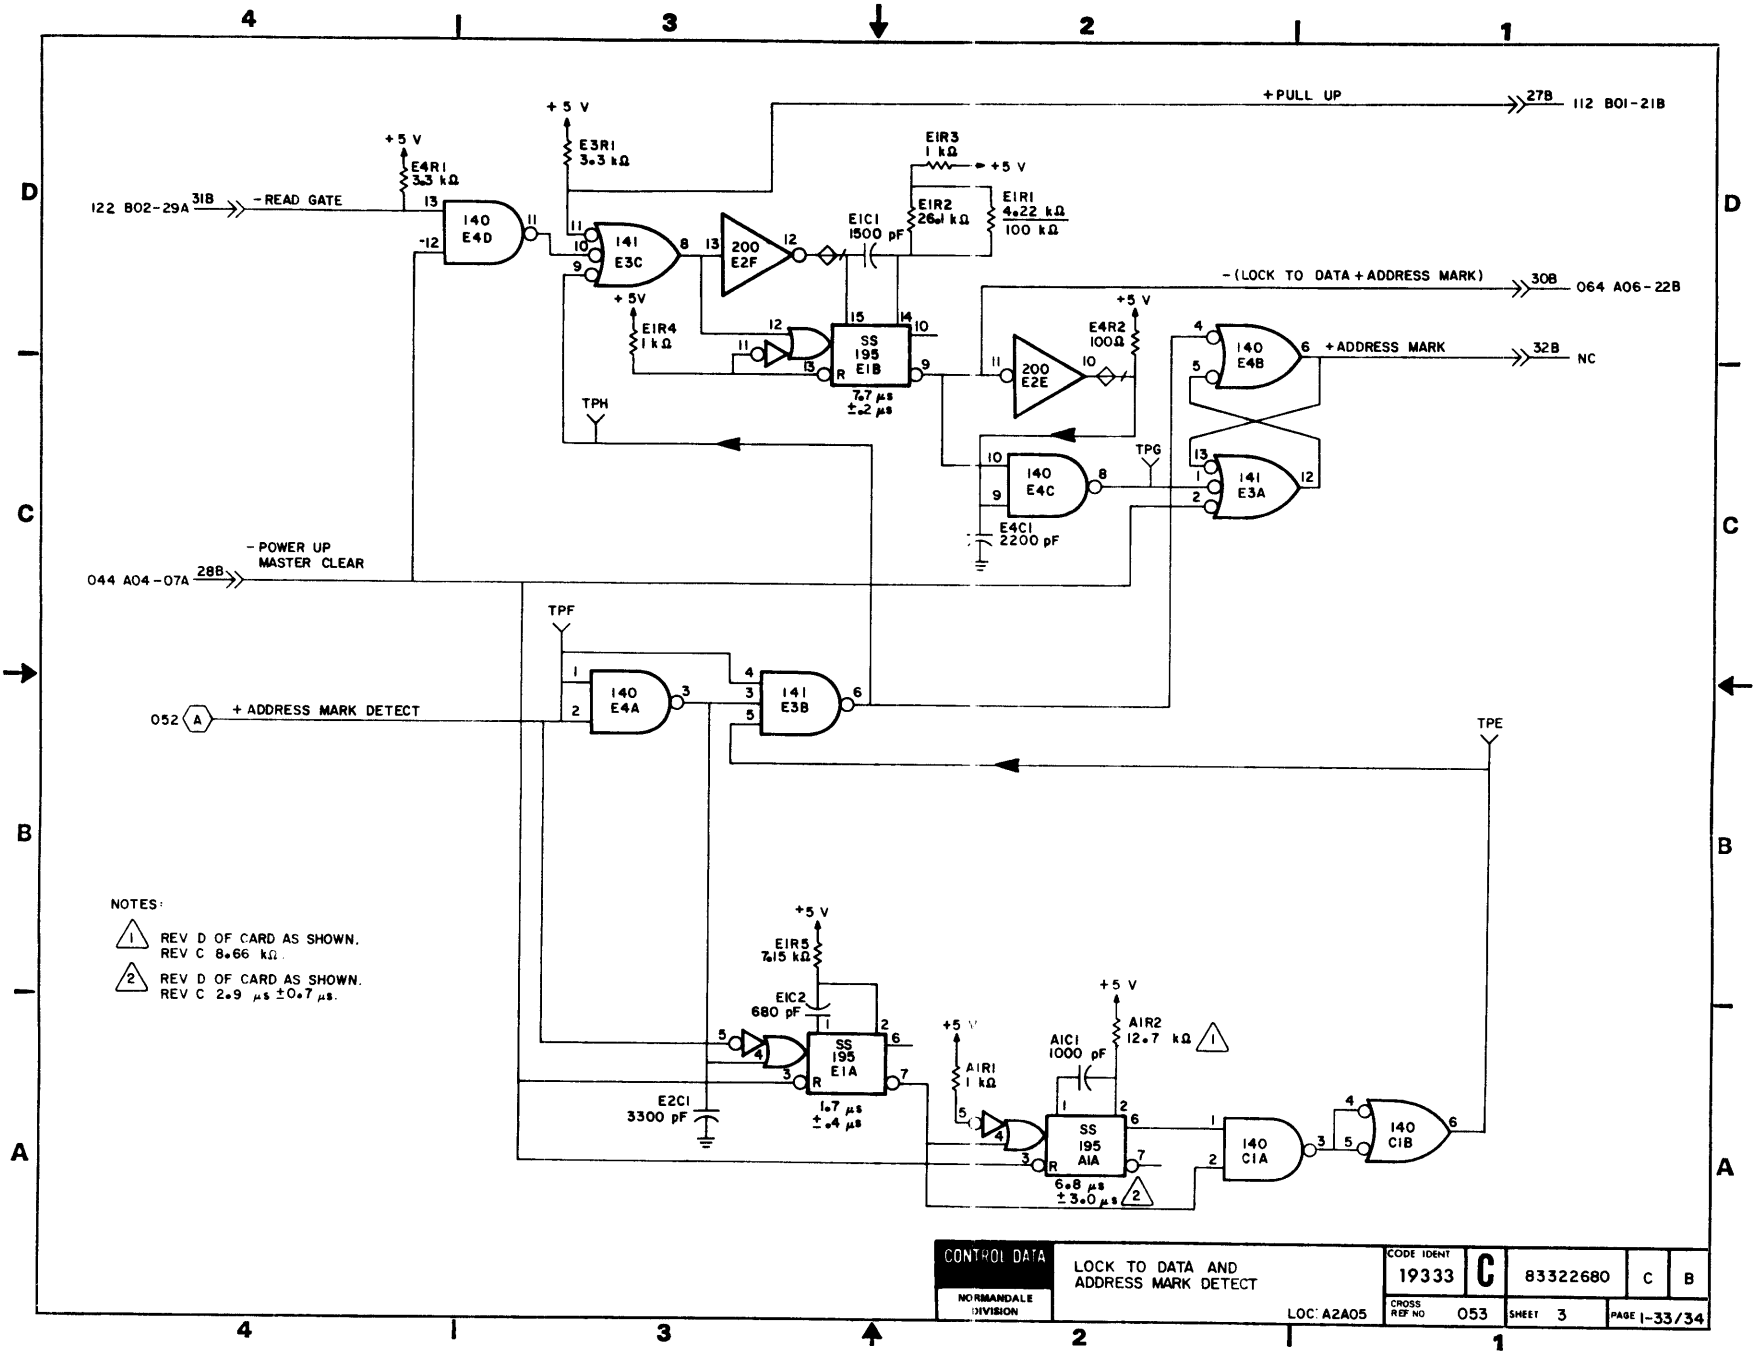 4 3 2 1
D
C
B
A
+PULL UP 27B 112 B01-21B
+5 V
E3R1
3.3 kΩ
+5 V
E4R1
3.3 kΩ
122 B02-29A 31B - READ GATE
13
12
140
E4D
11
11
10
9
141
E3C
8
13
200
E2F
12
E1C1
1500 pF
E1R3
1 kΩ
+5 V
E1R2
26.1 kΩ
E1R1
4.22 kΩ
100 kΩ
+5V
E1R4
1 kΩ
12
11
13
15
14
10
SS
195
E1B
R
9
7.7 µs
±.2 µs
- (LOCK TO DATA + ADDRESS MARK) 30B 064 A06-22B
+5 V
E4R2
100Ω
11
200
E2E
10
4
5
140
E4B
6
+ ADDRESS MARK 32B NC
TPH
10
9
140
E4C
8
TPG
13
1
2
141
E3A
12
E4C1
2200 pF
- POWER UP
MASTER CLEAR
044 A04-07A 28B
TPF
1
2
140
E4A
3
4
3
5
141
E3B
6
052 A + ADDRESS MARK DETECT
TPE
NOTES:
1 REV D OF CARD AS SHOWN.
REV C 8.66 kΩ.
2 REV D OF CARD AS SHOWN.
REV C 2.9 µs ±0.7 µs.
+5 V
E1R5
7.15 kΩ
E1C2
680 pF
1
2
5
4
3
SS
195
E1A
R
6
7
1.7 µs
±.4 µs
E2C1
3300 pF
+5 V
A1R1
1 kΩ
+5 V
A1R2
12.7 kΩ
1
A1C1
1000 pF
1
2
5
4
3
SS
195
A1A
R
6
7
6.8 µs
±3.0 µs
2
1
2
140
C1A
3
4
5
140
C1B
6
CONTROL DATA
NORMANDALE
DIVISION
LOCK TO DATA AND
ADDRESS MARK DETECT
LOC: A2A05
CODE IDENT
19333
C
83322680
C
B
CROSS
REF NO 053
SHEET 3
PAGE 1-33/34
4 3 2 1
D
C
B
A